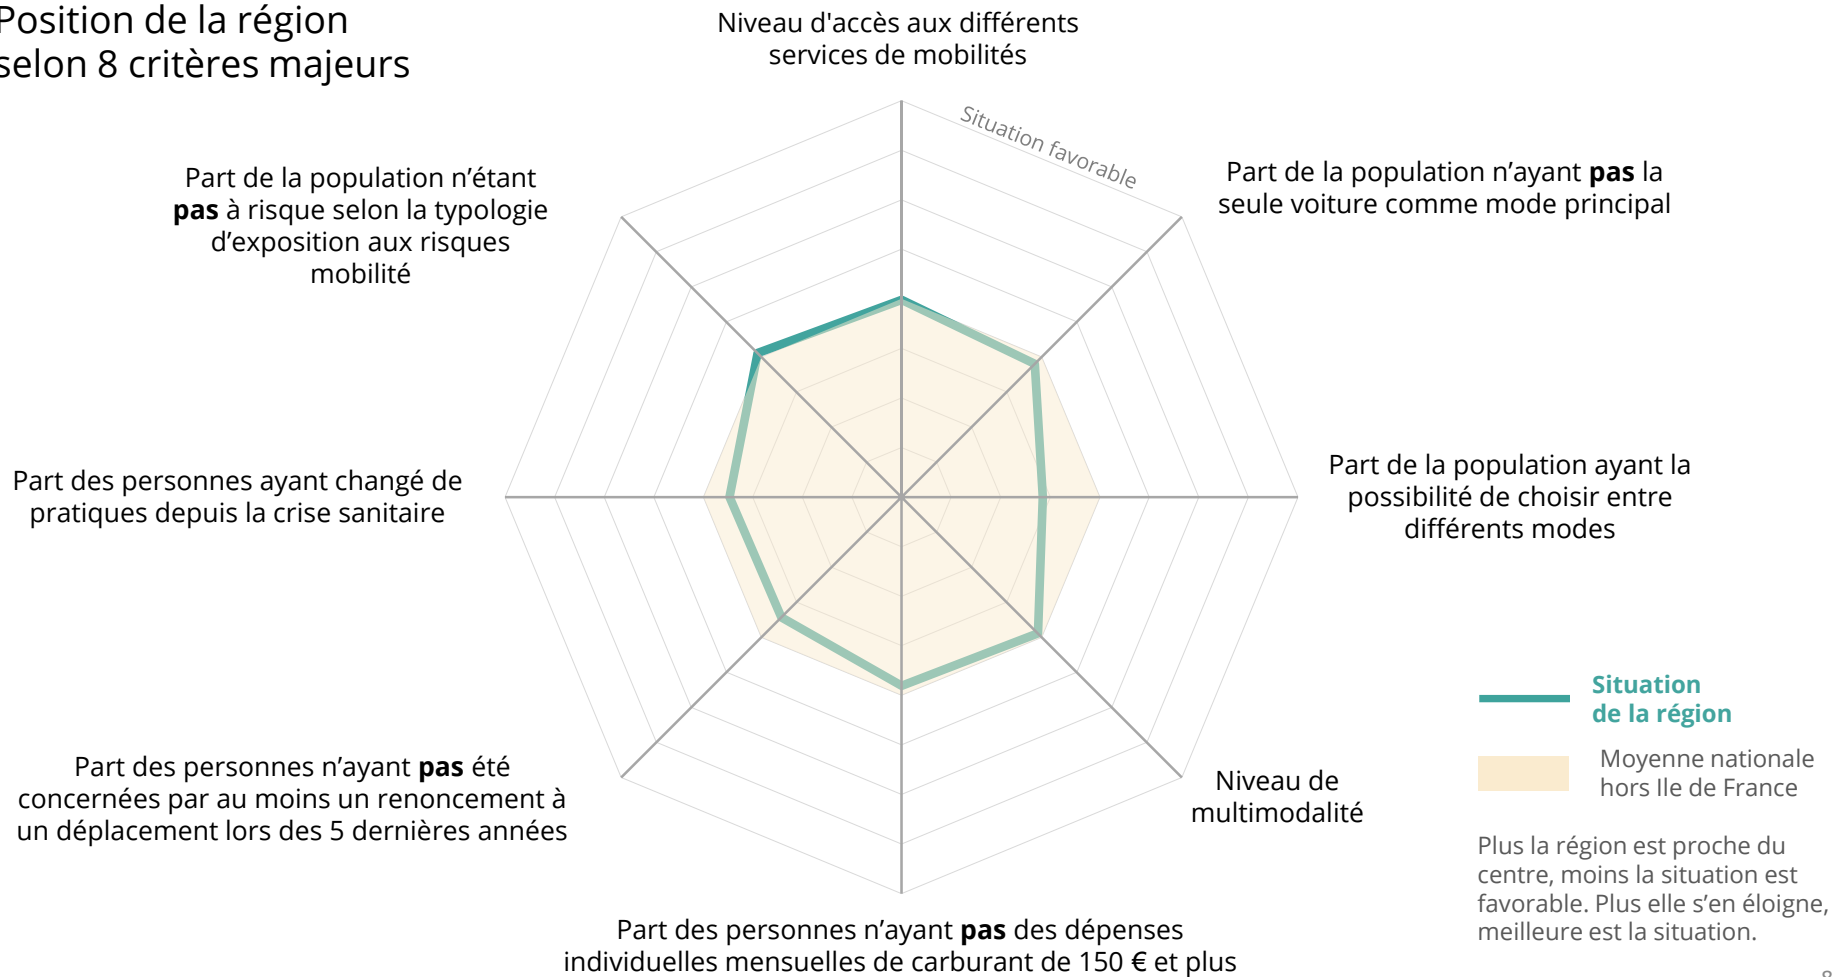 Position de la région
selon 8 critères majeurs
Niveau d'accès aux différents
services de mobilités
Situation favorable
Part de la population n’ayant pas la
seule voiture comme mode principal
Part de la population n’étant
pas à risque selon la typologie
d’exposition aux risques
mobilité
Part de la population ayant la
possibilité de choisir entre
différents modes
Part des personnes ayant changé de
pratiques depuis la crise sanitaire
Niveau de
multimodalité
Part des personnes n’ayant pas été
concernées par au moins un renoncement à
un déplacement lors des 5 dernières années
Part des personnes n’ayant pas des dépenses
individuelles mensuelles de carburant de 150 € et plus
Situation
de la région
Moyenne nationale
hors Ile de France
Plus la région est proche du
centre, moins la situation est
favorable. Plus elle s’en éloigne,
meilleure est la situation.